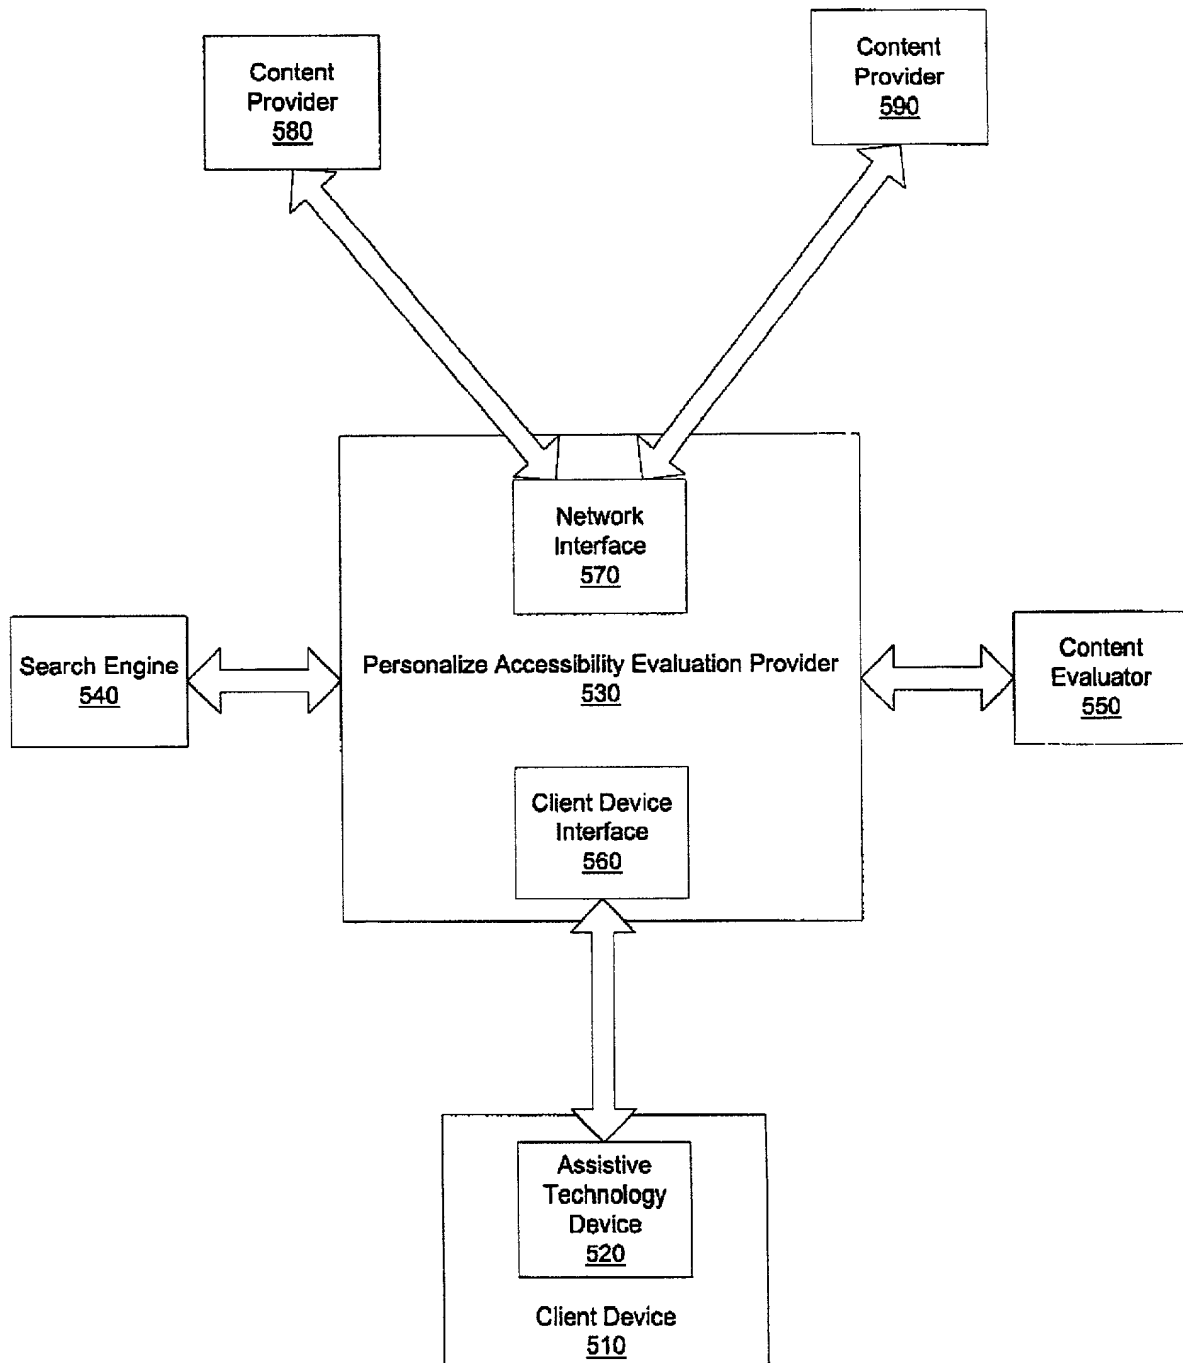 Content
Provider
580
Content
Provider
590
Network
Interface
570
Search Engine
540
Personalize Accessibility Evaluation Provider
530
Content
Evaluator
550
Client Device
Interface
560
Assistive
Technology
Device
520
Client Device
510